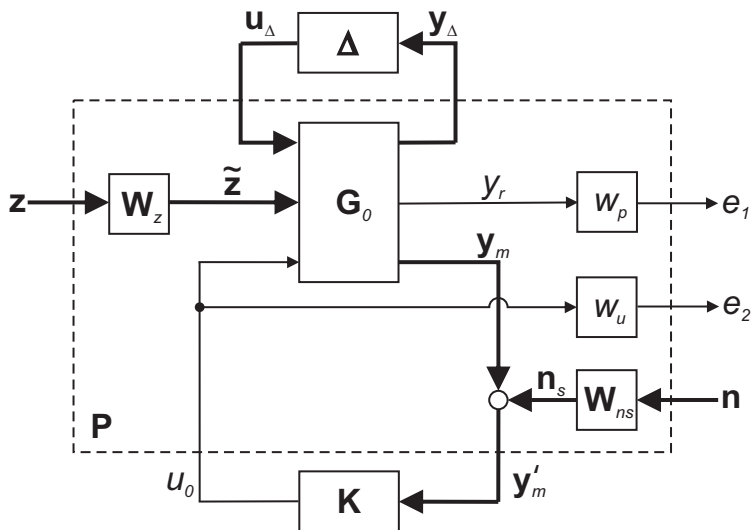 u_Δ
y_Δ
Δ
z
W_z
z̃
G_0
y_r
w_p
e_1
y_m
w_u
e_2
n_s
W_ns
n
P
u_0
K
y'_m